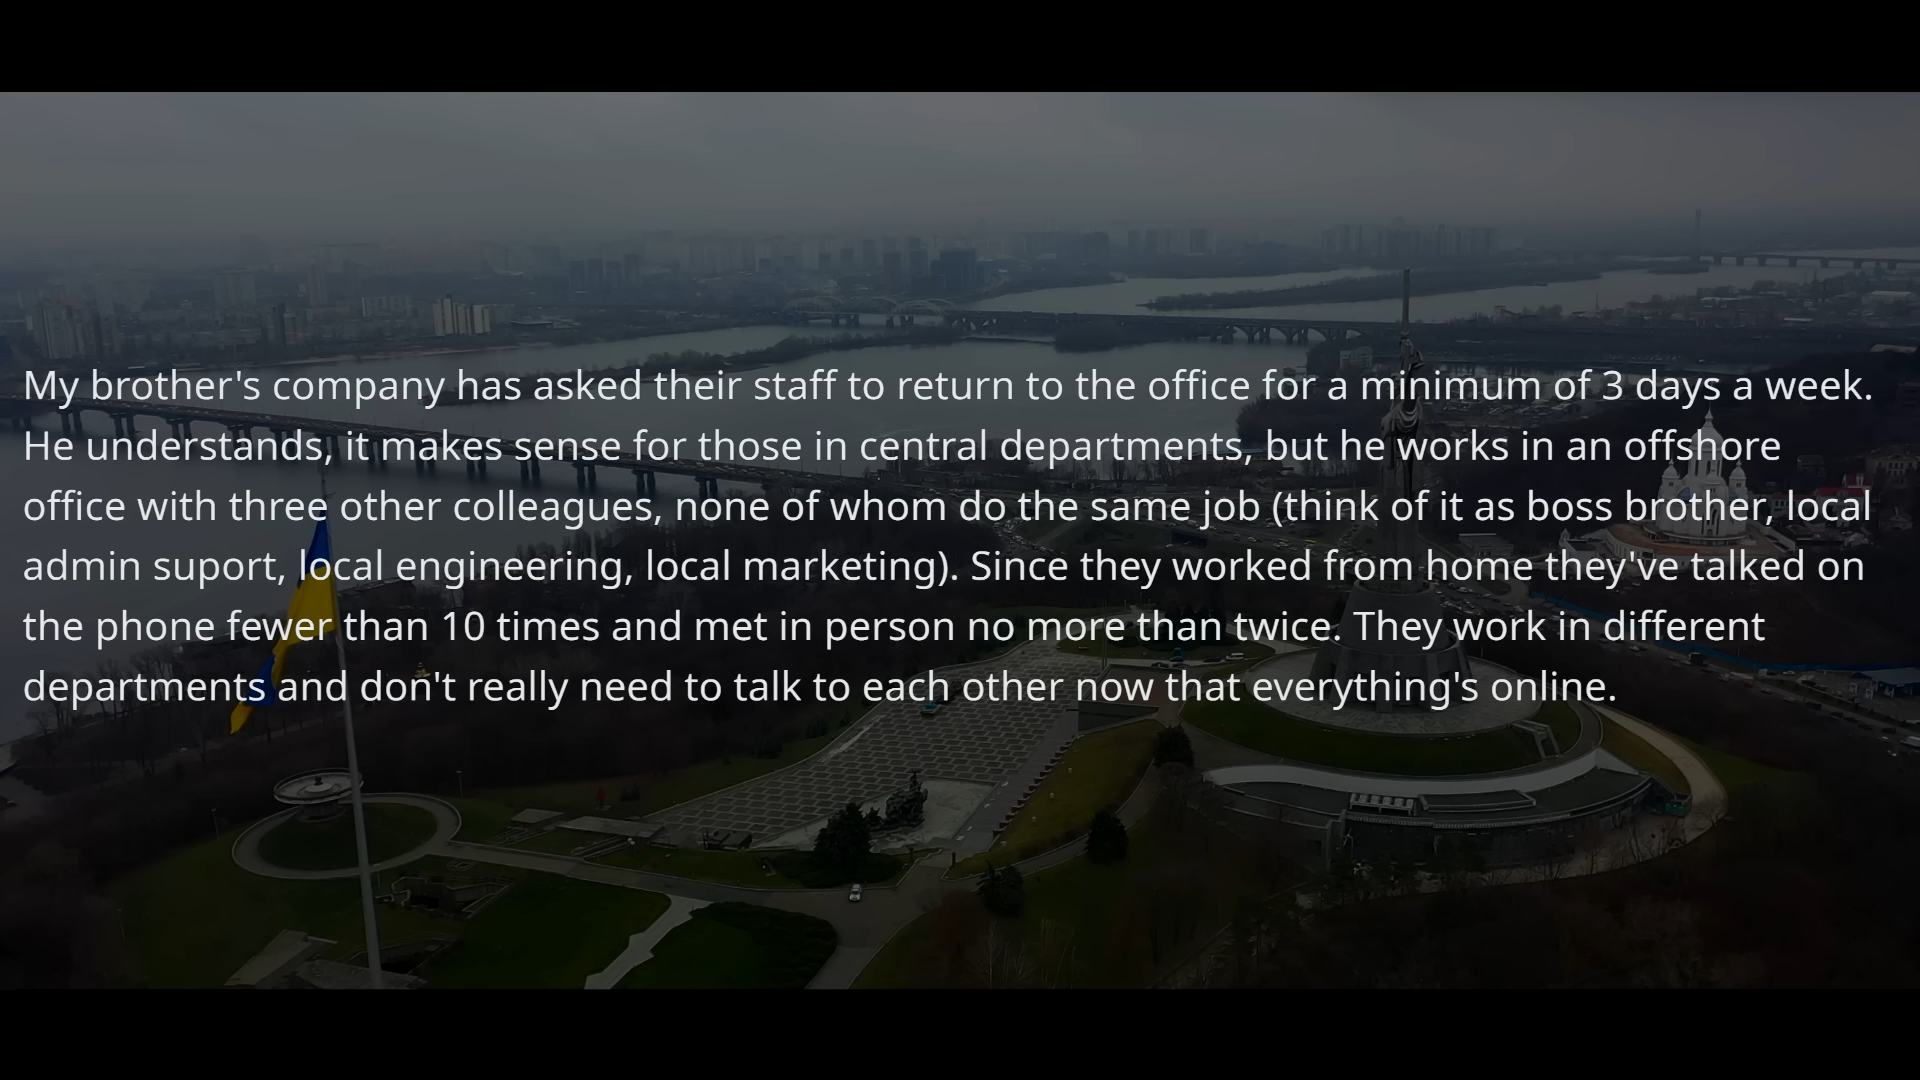 My brother's company has asked their staff to return to the office for a minimum of 3 days a week.
He understands, it makes sense for those in central departments, but he works in an offshore
office with three other colleagues, none of whom do the same job (think of it as boss brother, local
admin suport, local engineering, local marketing). Since they worked from home they've talked on
the phone fewer than 10 times and met in person no more than twice. They work in different
departments and don't really need to talk to each other now that everything's online.